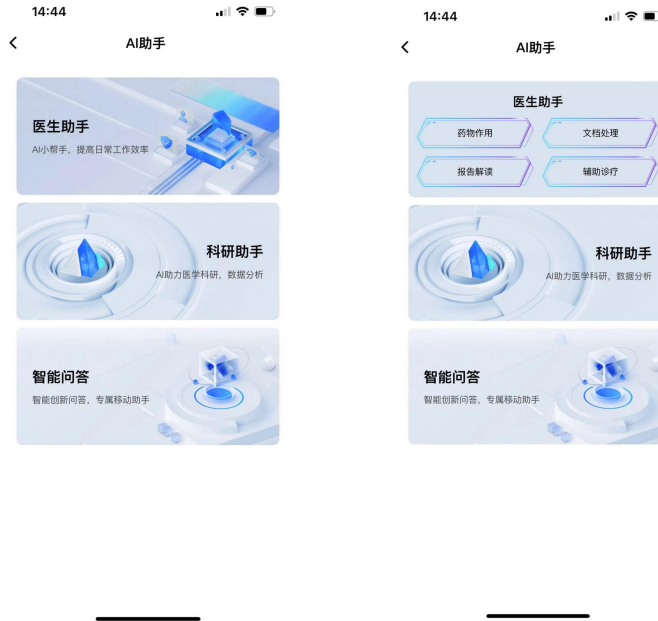 14:44
AI助手
医生助手
AI小帮手，提高日常工作效率
科研助手
AI助力医学科研，数据分析
智能问答
智能创新问答，专属移动助手
14:44
AI助手
医生助手
药物作用
文档处理
报告解读
辅助诊疗
科研助手
AI助力医学科研，数据分析
智能问答
智能创新问答，专属移动助手